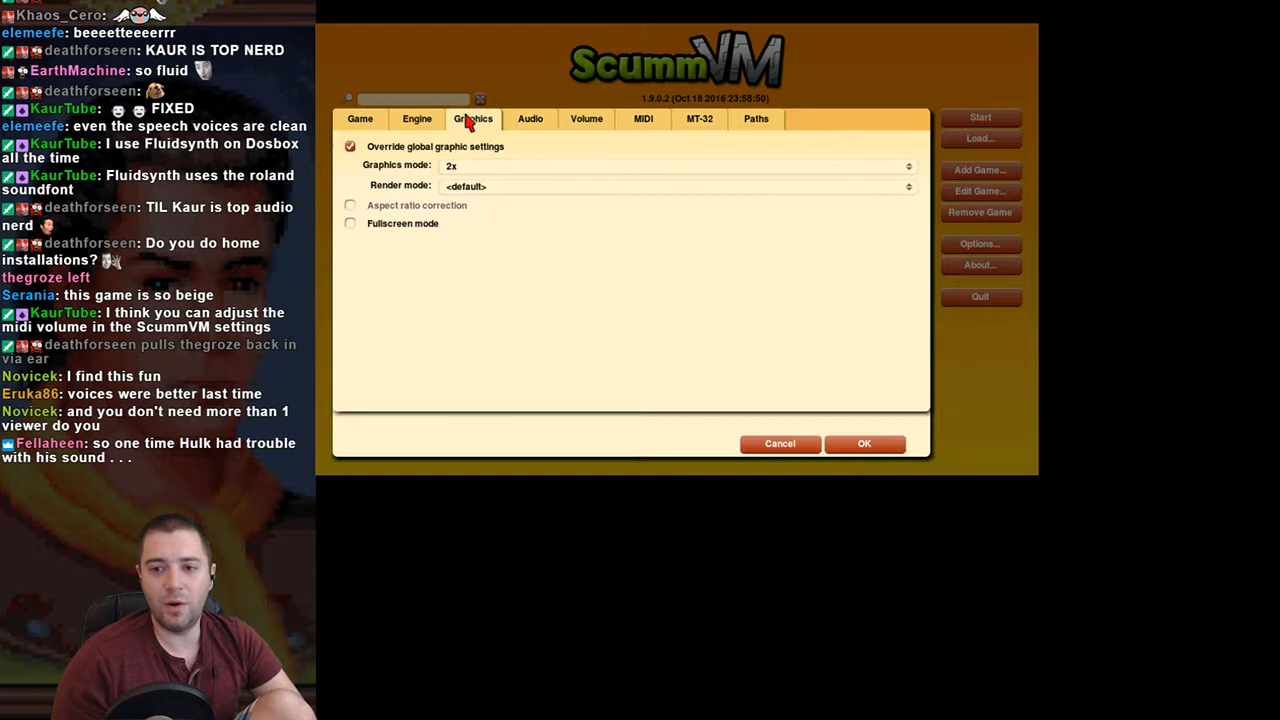 Khaos_Cero:
elemeefe: beeeetteeeerrr
deathforseen: KAUR IS TOP NERD
EarthMachine: so fluid
deathforseen:
KaurTube: FIXED
elemeefe: even the speech voices are clean
KaurTube: I use Fluidsynth on Dosbox
all the time
KaurTube: Fluidsynth uses the roland
soundfont
deathforseen: TIL Kaur is top audio
nerd
deathforseen: Do you do home
installations?
thegroze left
Serania: this game is so beige
KaurTube: I think you can adjust the
midi volume in the ScummVM settings
deathforseen pulls thegroze back in
via ear
Novicek: I find this fun
Eruka86: voices were better last time
Novicek: and you don't need more than 1
viewer do you
Fellaheen: so one time Hulk had trouble
with his sound . . .
ScummVM
1.9.0.2 (Oct 18 2016 23:58:50)
Game Engine Graphics Audio Volume MIDI MT-32 Paths
Override global graphic settings
Graphics mode: 2x
Render mode: <default>
Aspect ratio correction
Fullscreen mode
Cancel OK
Start
Load...
Add Game...
Edit Game...
Remove Game
Options...
About...
Quit